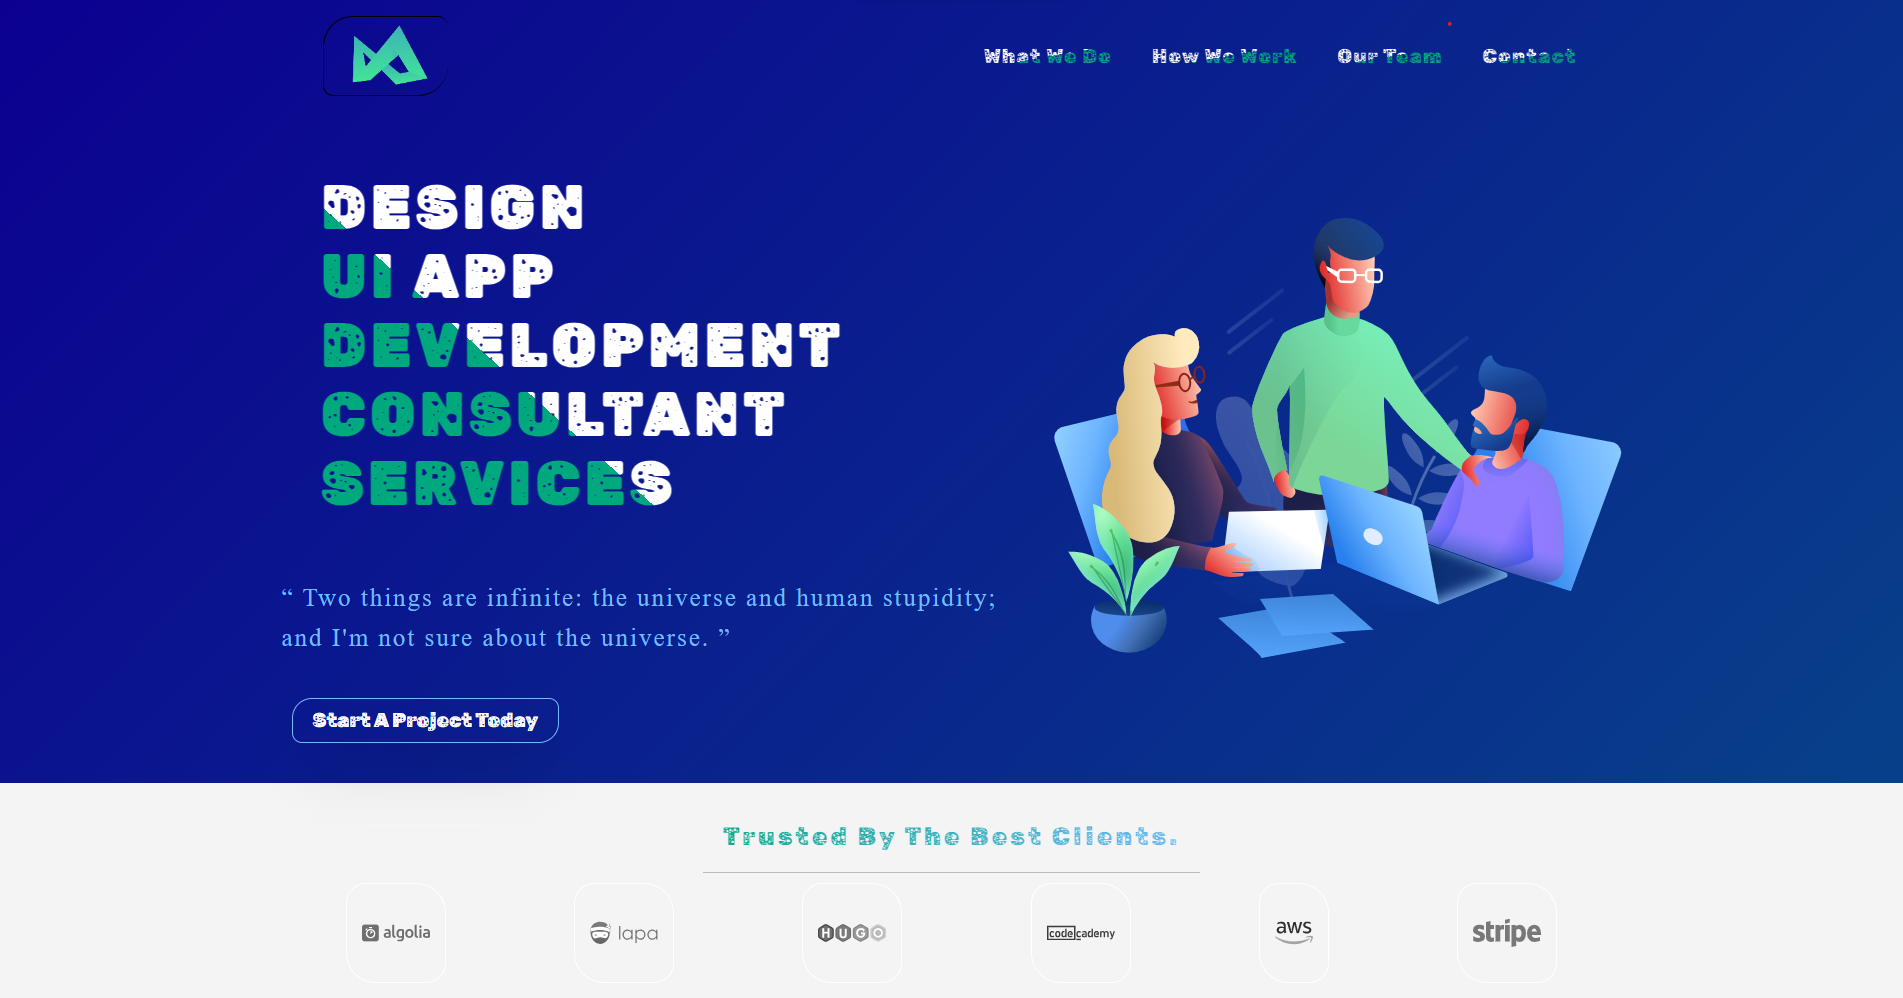 What We Do How We Work Our Team Contact
DESIGN
UI APP
DEVELOPMENT
CONSULTANT
SERVICES
“ Two things are infinite: the universe and human stupidity;
and I'm not sure about the universe. ”
Start A Project Today
Trusted By The Best Clients.
algolia lapa HUGO codecademy aws stripe